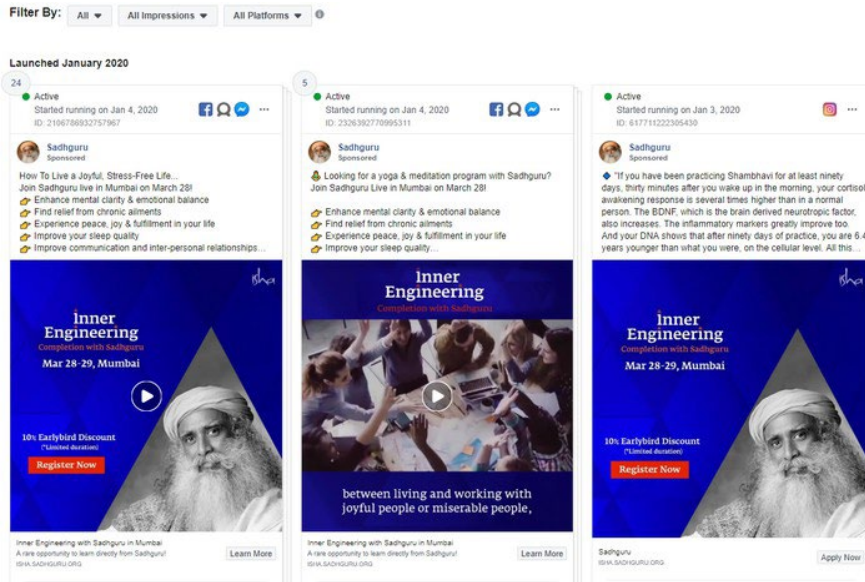 Filter By: All All Impressions All Platforms
Launched January 2020
24
Active
Started running on Jan 4, 2020
ID: 2106786932757967
Sadhguru
Sponsored
How To Live a Joyful, Stress-Free Life...
Join Sadhguru live in Mumbai on March 28!
👉 Enhance mental clarity & emotional balance
👉 Find relief from chronic ailments
👉 Experience peace, joy & fulfillment in your life
👉 Improve your sleep quality
👉 Improve communication and inter-personal relationships...
isha
Inner
Engineering
Completion with Sadhguru
Mar 28-29, Mumbai
10% Earlybird Discount
(*Limited duration)
Register Now
Inner Engineering with Sadhguru in Mumbai
A rare opportunity to learn directly from Sadhguru!
ISHA.SADHGURU.ORG
Learn More
5
Active
Started running on Jan 4, 2020
ID: 2326392770995311
Sadhguru
Sponsored
Looking for a yoga & meditation program with Sadhguru?
Join Sadhguru Live in Mumbai on March 28!
👉 Enhance mental clarity & emotional balance
👉 Find relief from chronic ailments
👉 Experience peace, joy & fulfillment in your life
👉 Improve your sleep quality...
Inner
Engineering
Completion with Sadhguru
between living and working with
joyful people or miserable people,
Inner Engineering with Sadhguru in Mumbai
A rare opportunity to learn directly from Sadhguru!
ISHA.SADHGURU.ORG
Learn More
Active
Started running on Jan 3, 2020
ID: 617711222305430
Sadhguru
Sponsored
🔹 "If you have been practicing Shambhavi for at least ninety
days, thirty minutes after you wake up in the morning, your cortisol
awakening response is several times higher than in a normal
person. The BDNF, which is the brain derived neurotropic factor,
also increases. The inflammatory markers greatly improve too.
And your DNA shows that after ninety days of practice, you are 6.4
years younger than what you were, on the cellular level. All this...
isha
Inner
Engineering
Completion with Sadhguru
Mar 28-29, Mumbai
10% Earlybird Discount
(*Limited duration)
Register Now
Sadhguru
ISHA.SADHGURU.ORG
Apply Now